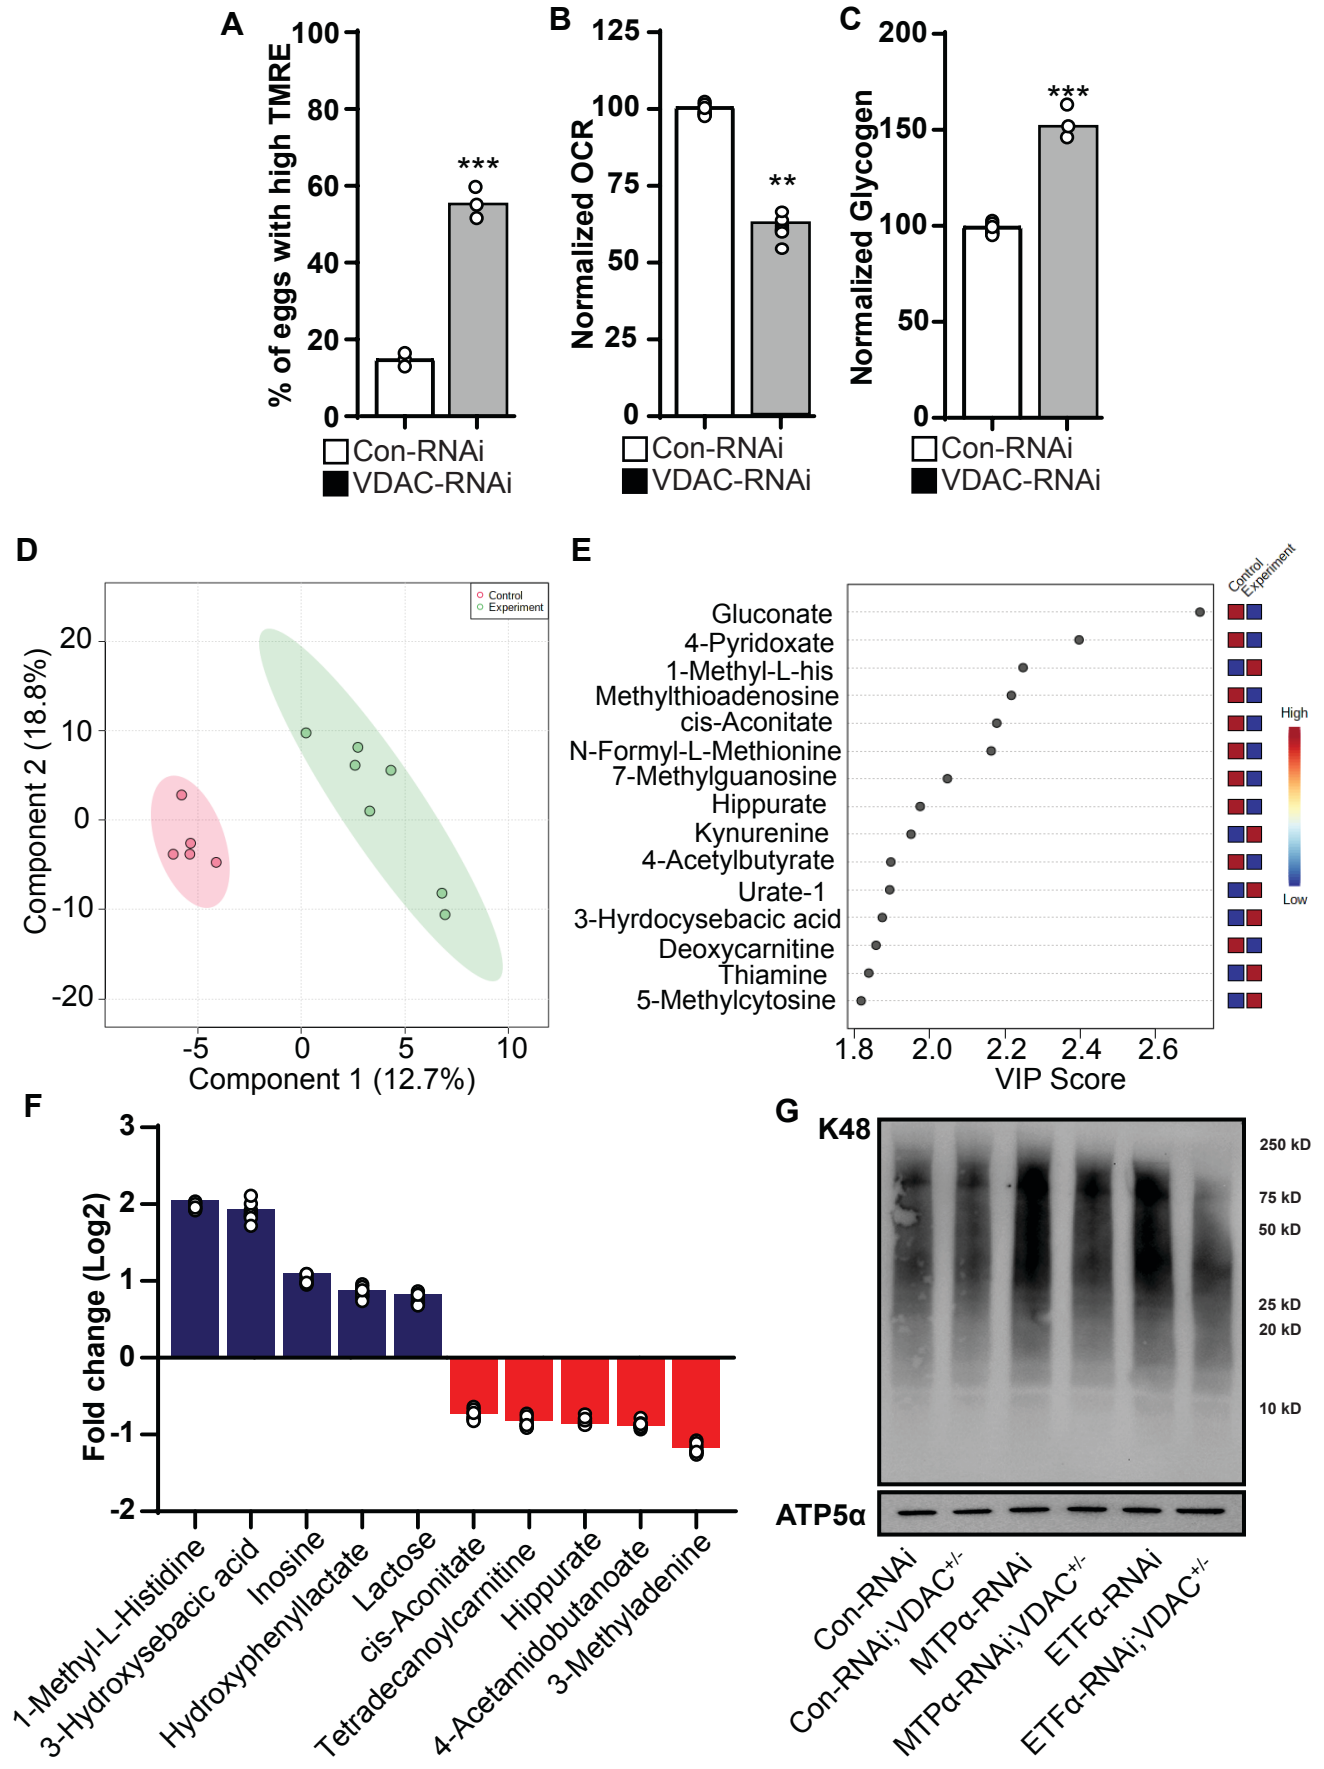 A
% of eggs with high TMRE
100
80
60
40
20
0
***
Con-RNAi
VDAC-RNAi
B
Normalized OCR
125
100
75
50
25
0
**
Con-RNAi
VDAC-RNAi
C
Normalized Glycogen
200
150
100
50
0
***
Con-RNAi
VDAC-RNAi
D
Component 2 (18.8%)
20
10
0
-10
-20
Control
Experiment
-5
0
5
10
Component 1 (12.7%)
E
Control
Experiment
Gluconate
4-Pyridoxate
1-Methyl-L-his
Methylthioadenosine
cis-Aconitate
N-Formyl-L-Methionine
7-Methylguanosine
Hippurate
Kynurenine
4-Acetylbutyrate
Urate-1
3-Hyrdocysebacic acid
Deoxycarnitine
Thiamine
5-Methylcytosine
High
Low
1.8
2.0
2.2
2.4
2.6
VIP Score
F
Fold change (Log2)
3
2
1
0
-1
-2
1-Methyl-L-Histidine
3-Hydroxysebacic acid
Inosine
Hydroxyphenyllactate
Lactose
cis-Aconitate
Tetradecanoylcarnitine
Hippurate
4-Acetamidobutanoate
3-Methyladenine
G
K48
250 kD
75 kD
50 kD
25 kD
20 kD
10 kD
ATP5α
Con-RNAi
Con-RNAi;VDAC+/-
MTPα-RNAi
MTPα-RNAi;VDAC+/-
ETFα-RNAi
ETFα-RNAi;VDAC+/-